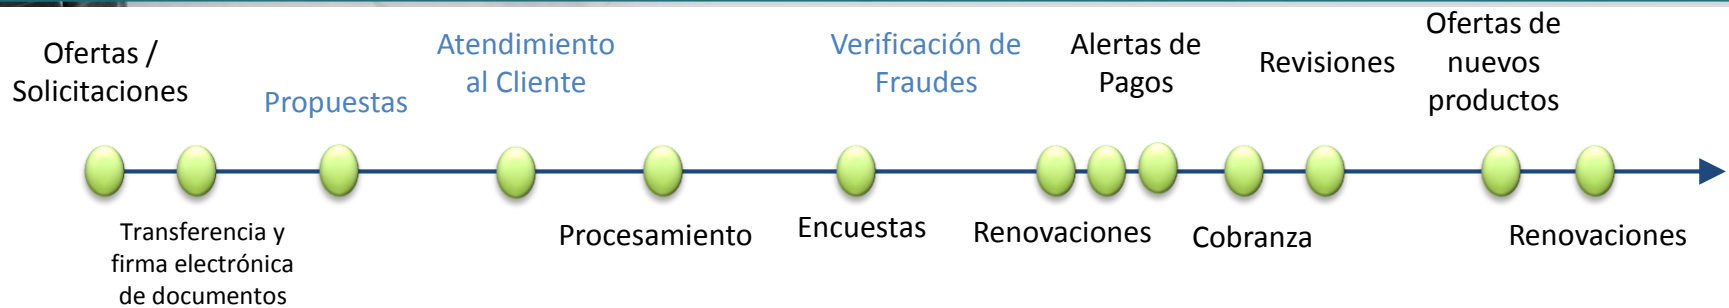 Ofertas /
Solicitaciones
Transferencia y
firma electrónica
de documentos
Propuestas
Atendimiento
al Cliente
Procesamiento
Encuestas
Verificación de
Fraudes
Renovaciones
Alertas de
Pagos
Cobranza
Revisiones
Ofertas de
nuevos
productos
Renovaciones